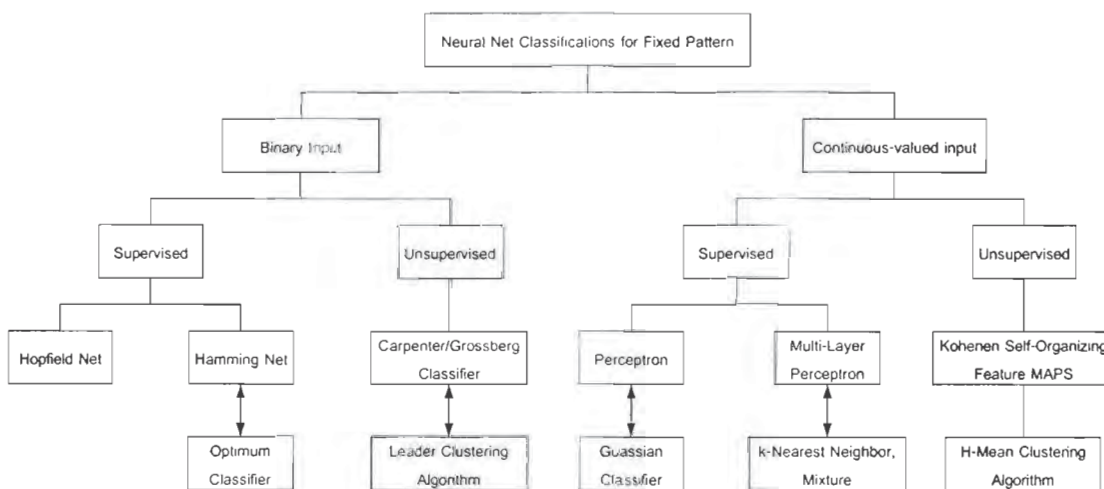 Neural Net Classifications for Fixed Pattern
Binary Input
Continuous-valued input
Supervised
Unsupervised
Supervised
Unsupervised
Hopfield Net
Hamming Net
Carpenter/Grossberg
Classifier
Perceptron
Multi-Layer
Perceptron
Kohenen Self-Organizing
Feature MAPS
Optimum
Classifier
Leader Clustering
Algorithm
Guassian
Classifier
k-Nearest Neighbor,
Mixture
H-Mean Clustering
Algorithm